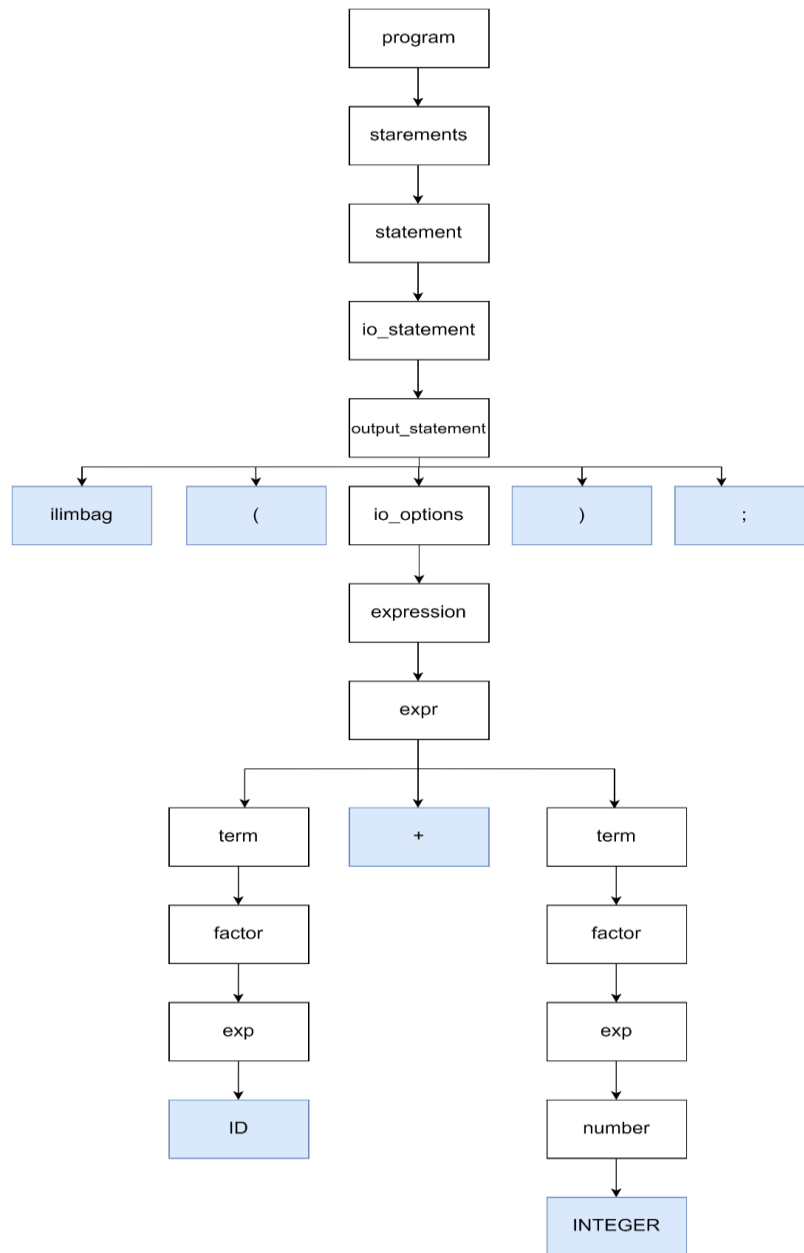 program
starements
statement
io_statement
output_statement
ilimbag
(
io_options
)
;
expression
expr
term
+
term
factor
factor
exp
exp
ID
number
INTEGER